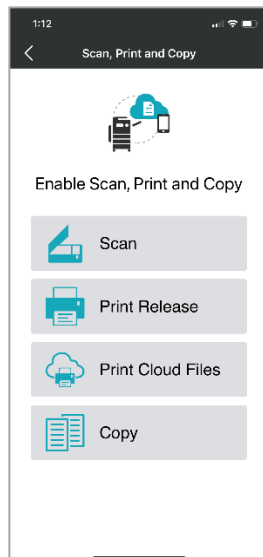 1:12
Scan, Print and Copy
Enable Scan, Print and Copy
Scan
Print Release
Print Cloud Files
Copy